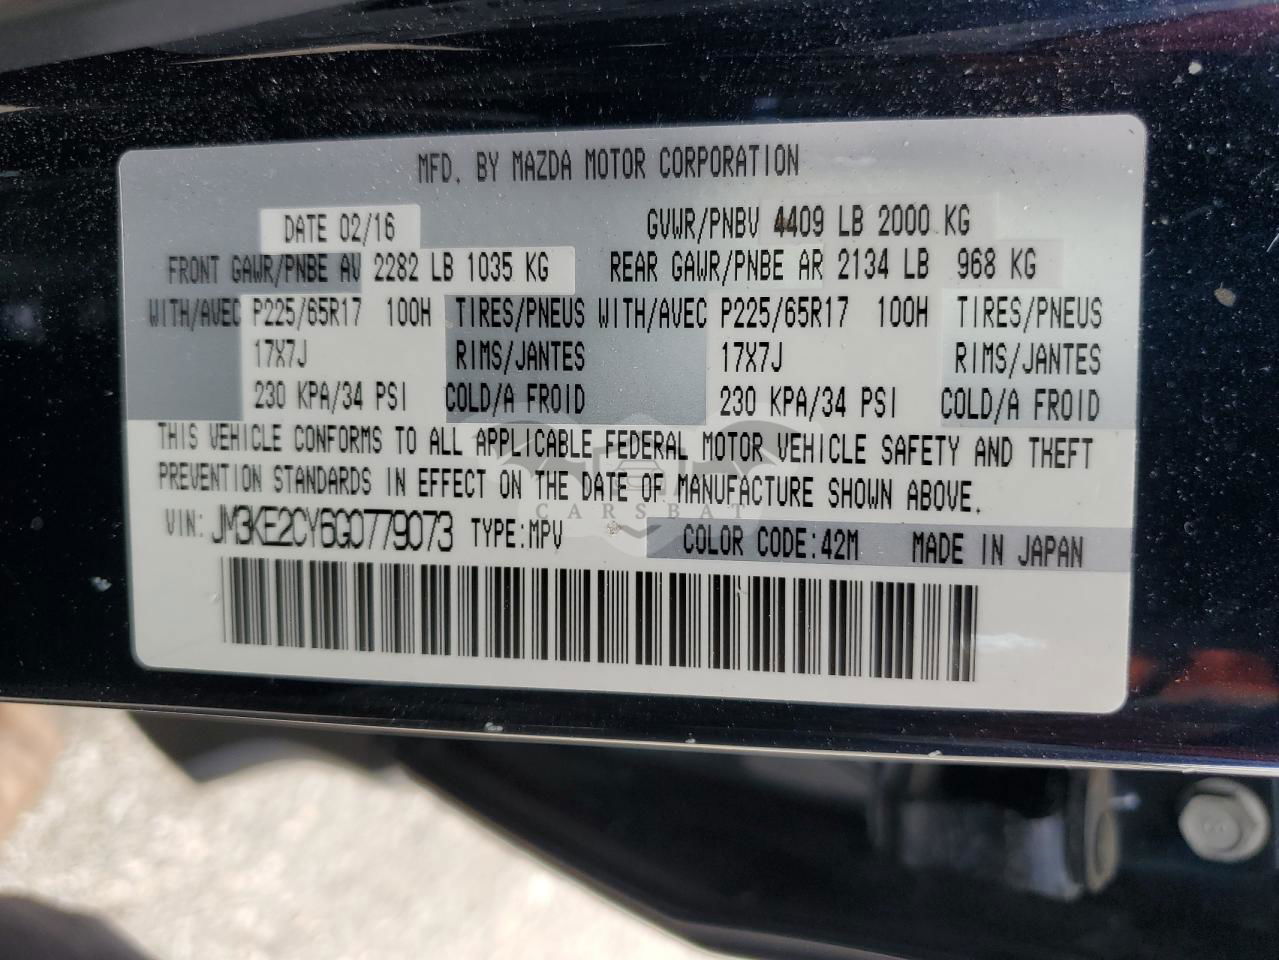 MFD. BY MAZDA MOTOR CORPORATION
DATE 02/16 GVWR/PNBV 4409 LB 2000 KG
FRONT GAWR/PNBE AV 2282 LB 1035 KG REAR GAWR/PNBE AR 2134 LB 968 KG
WITH/AVEC P225/65R17 100H TIRES/PNEUS WITH/AVEC P225/65R17 100H TIRES/PNEUS
17X7J RIMS/JANTES 17X7J RIMS/JANTES
230 KPA/34 PSI COLD/A FROID 230 KPA/34 PSI COLD/A FROID
THIS VEHICLE CONFORMS TO ALL APPLICABLE FEDERAL MOTOR VEHICLE SAFETY AND THEFT
PREVENTION STANDARDS IN EFFECT ON THE DATE OF MANUFACTURE SHOWN ABOVE.
CARSBAT
VIN: JM3KE2CY6G0779073 TYPE:MPV COLOR CODE:42M MADE IN JAPAN